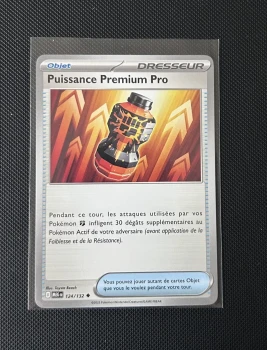 Objet
DRESSEUR
Puissance Premium Pro
Pendant ce tour, les attaques utilisées par vos
Pokémon infligent 30 dégâts supplémentaires au
Pokémon Actif de votre adversaire (avant application de la
Faiblesse et de la Résistance).
Vous pouvez jouer autant de cartes Objet
que vous le voulez pendant votre tour.
124/132